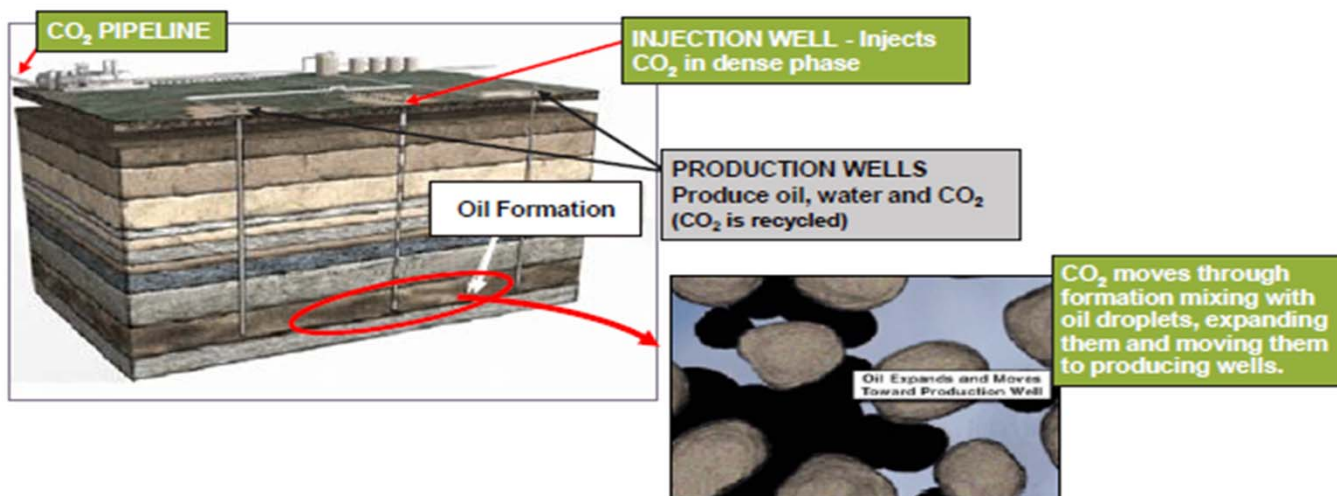 CO₂ PIPELINE
INJECTION WELL - Injects
CO₂ in dense phase
PRODUCTION WELLS
Produce oil, water and CO₂
(CO₂ is recycled)
Oil Formation
CO₂ moves through
formation mixing with
oil droplets, expanding
them and moving them
to producing wells.
Oil Expands and Moves
Toward Production Well